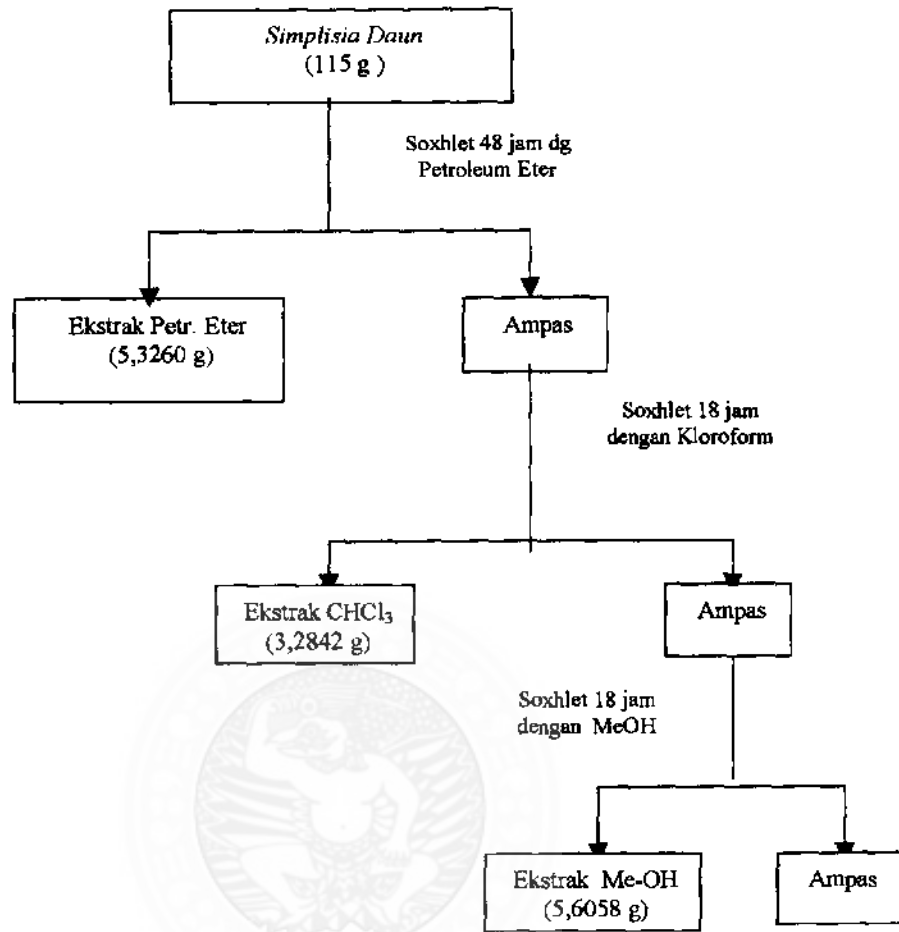 Simplisia Daun
(115 g )
Soxhlet 48 jam dg
Petroleum Eter
Ekstrak Petr. Eter
(5,3260 g)
Ampas
Soxhlet 18 jam
dengan Kloroform
Ekstrak CHCl₃
(3,2842 g)
Ampas
Soxhlet 18 jam
dengan MeOH
Ekstrak Me-OH
(5,6058 g)
Ampas